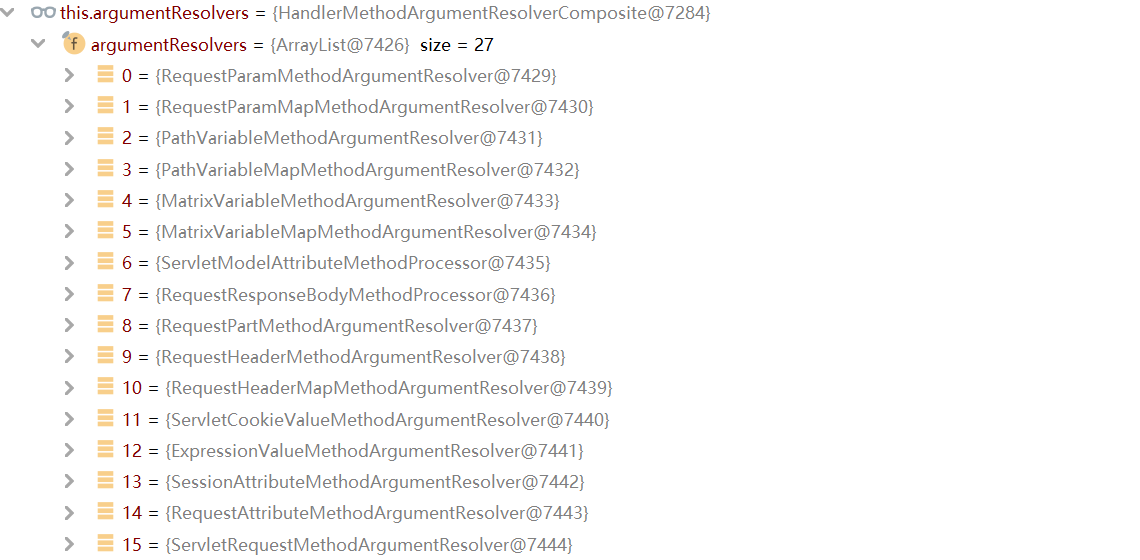 this.argumentResolvers = {HandlerMethodArgumentResolverComposite@7284}
f argumentResolvers = {ArrayList@7426} size = 27
0 = {RequestParamMethodArgumentResolver@7429}
1 = {RequestParamMapMethodArgumentResolver@7430}
2 = {PathVariableMethodArgumentResolver@7431}
3 = {PathVariableMapMethodArgumentResolver@7432}
4 = {MatrixVariableMethodArgumentResolver@7433}
5 = {MatrixVariableMapMethodArgumentResolver@7434}
6 = {ServletModelAttributeMethodProcessor@7435}
7 = {RequestResponseBodyMethodProcessor@7436}
8 = {RequestPartMethodArgumentResolver@7437}
9 = {RequestHeaderMethodArgumentResolver@7438}
10 = {RequestHeaderMapMethodArgumentResolver@7439}
11 = {ServletCookieValueMethodArgumentResolver@7440}
12 = {ExpressionValueMethodArgumentResolver@7441}
13 = {SessionAttributeMethodArgumentResolver@7442}
14 = {RequestAttributeMethodArgumentResolver@7443}
15 = {ServletRequestMethodArgumentResolver@7444}